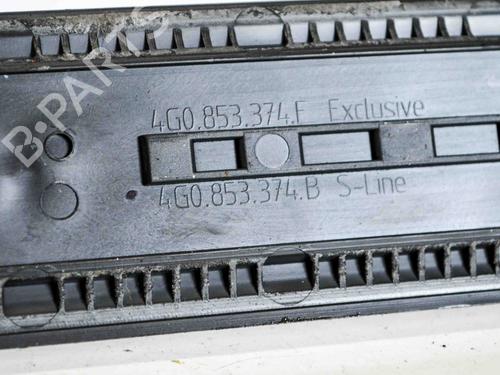 B-PARTS
4G0.853.374.F Exclusive
4G0.853.374.B S-Line